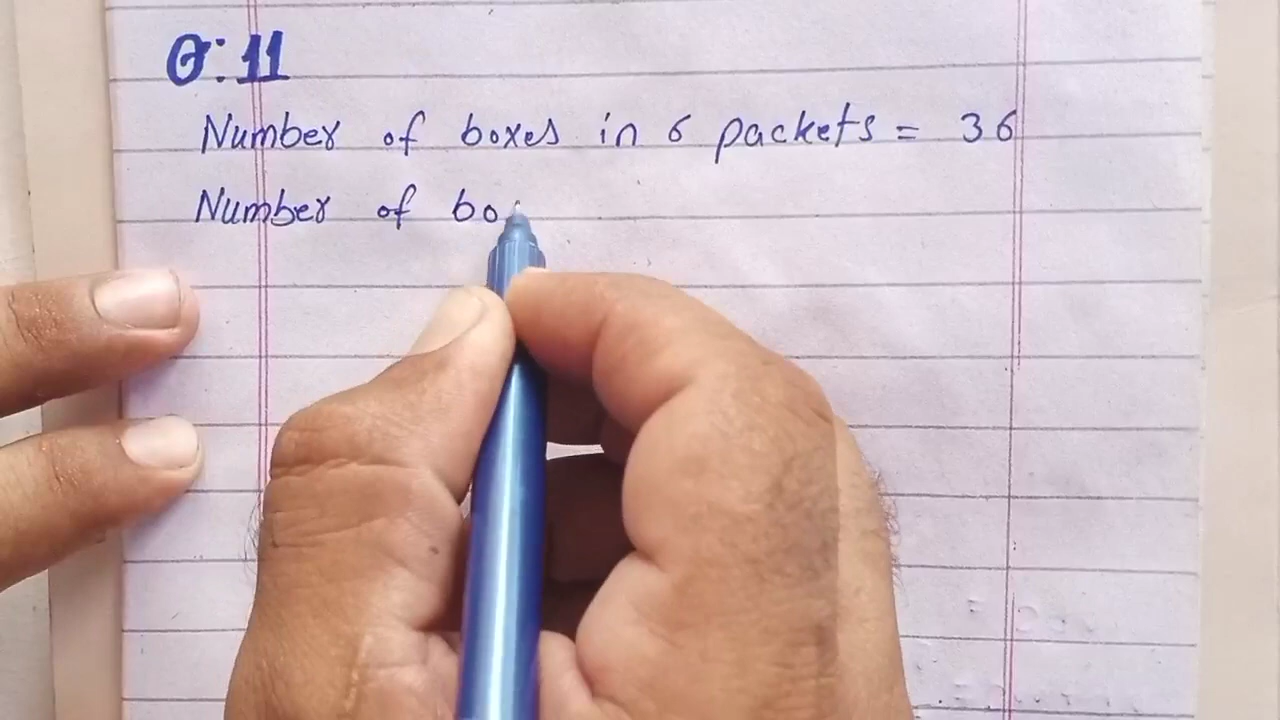 Q:11
Number of boxes in 6 packets = 36
Number of bo